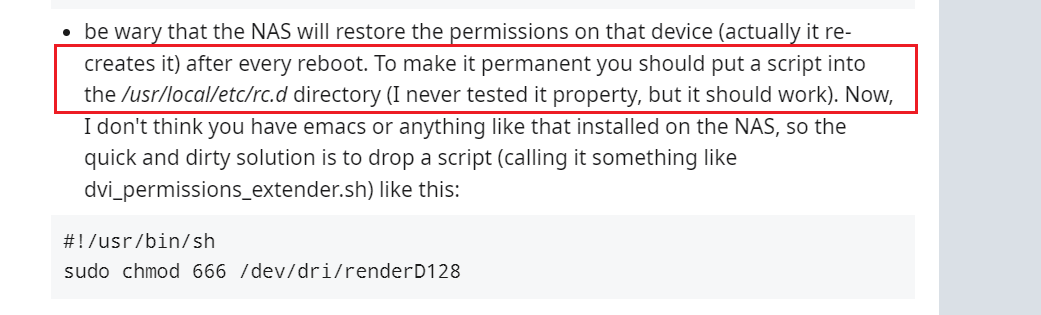 • be wary that the NAS will restore the permissions on that device (actually it re-
creates it) after every reboot. To make it permanent you should put a script into
the /usr/local/etc/rc.d directory (I never tested it property, but it should work). Now,
I don't think you have emacs or anything like that installed on the NAS, so the
quick and dirty solution is to drop a script (calling it something like
dvi_permissions_extender.sh) like this:
#!/usr/bin/sh
sudo chmod 666 /dev/dri/renderD128